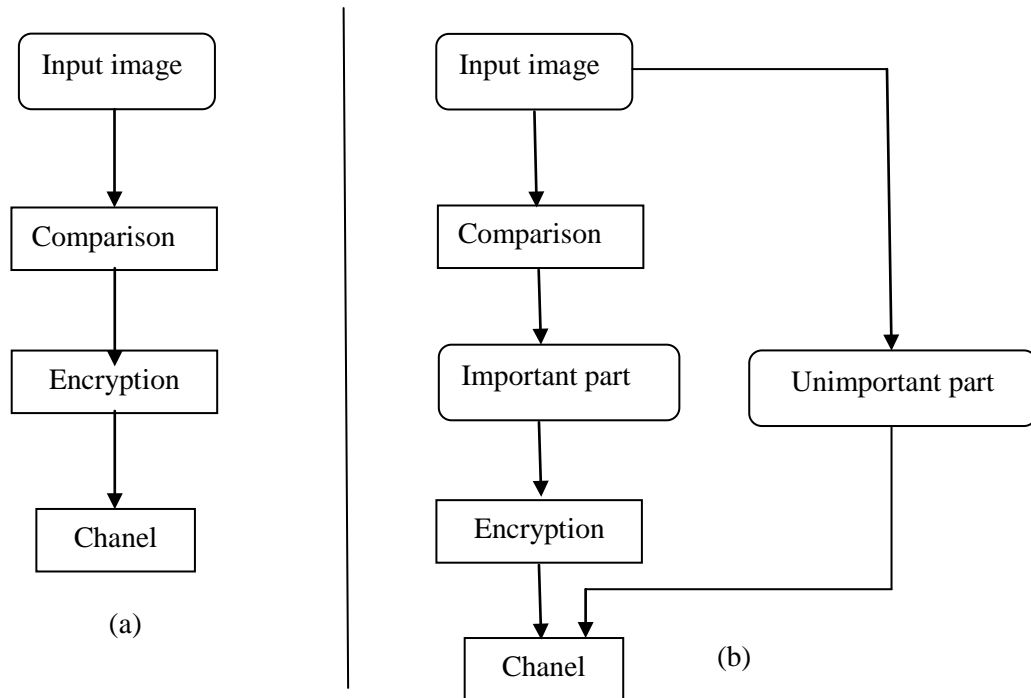 Input image
Comparison
Encryption
Chanel
(a)
Input image
Comparison
Important part
Unimportant part
Encryption
Chanel
(b)